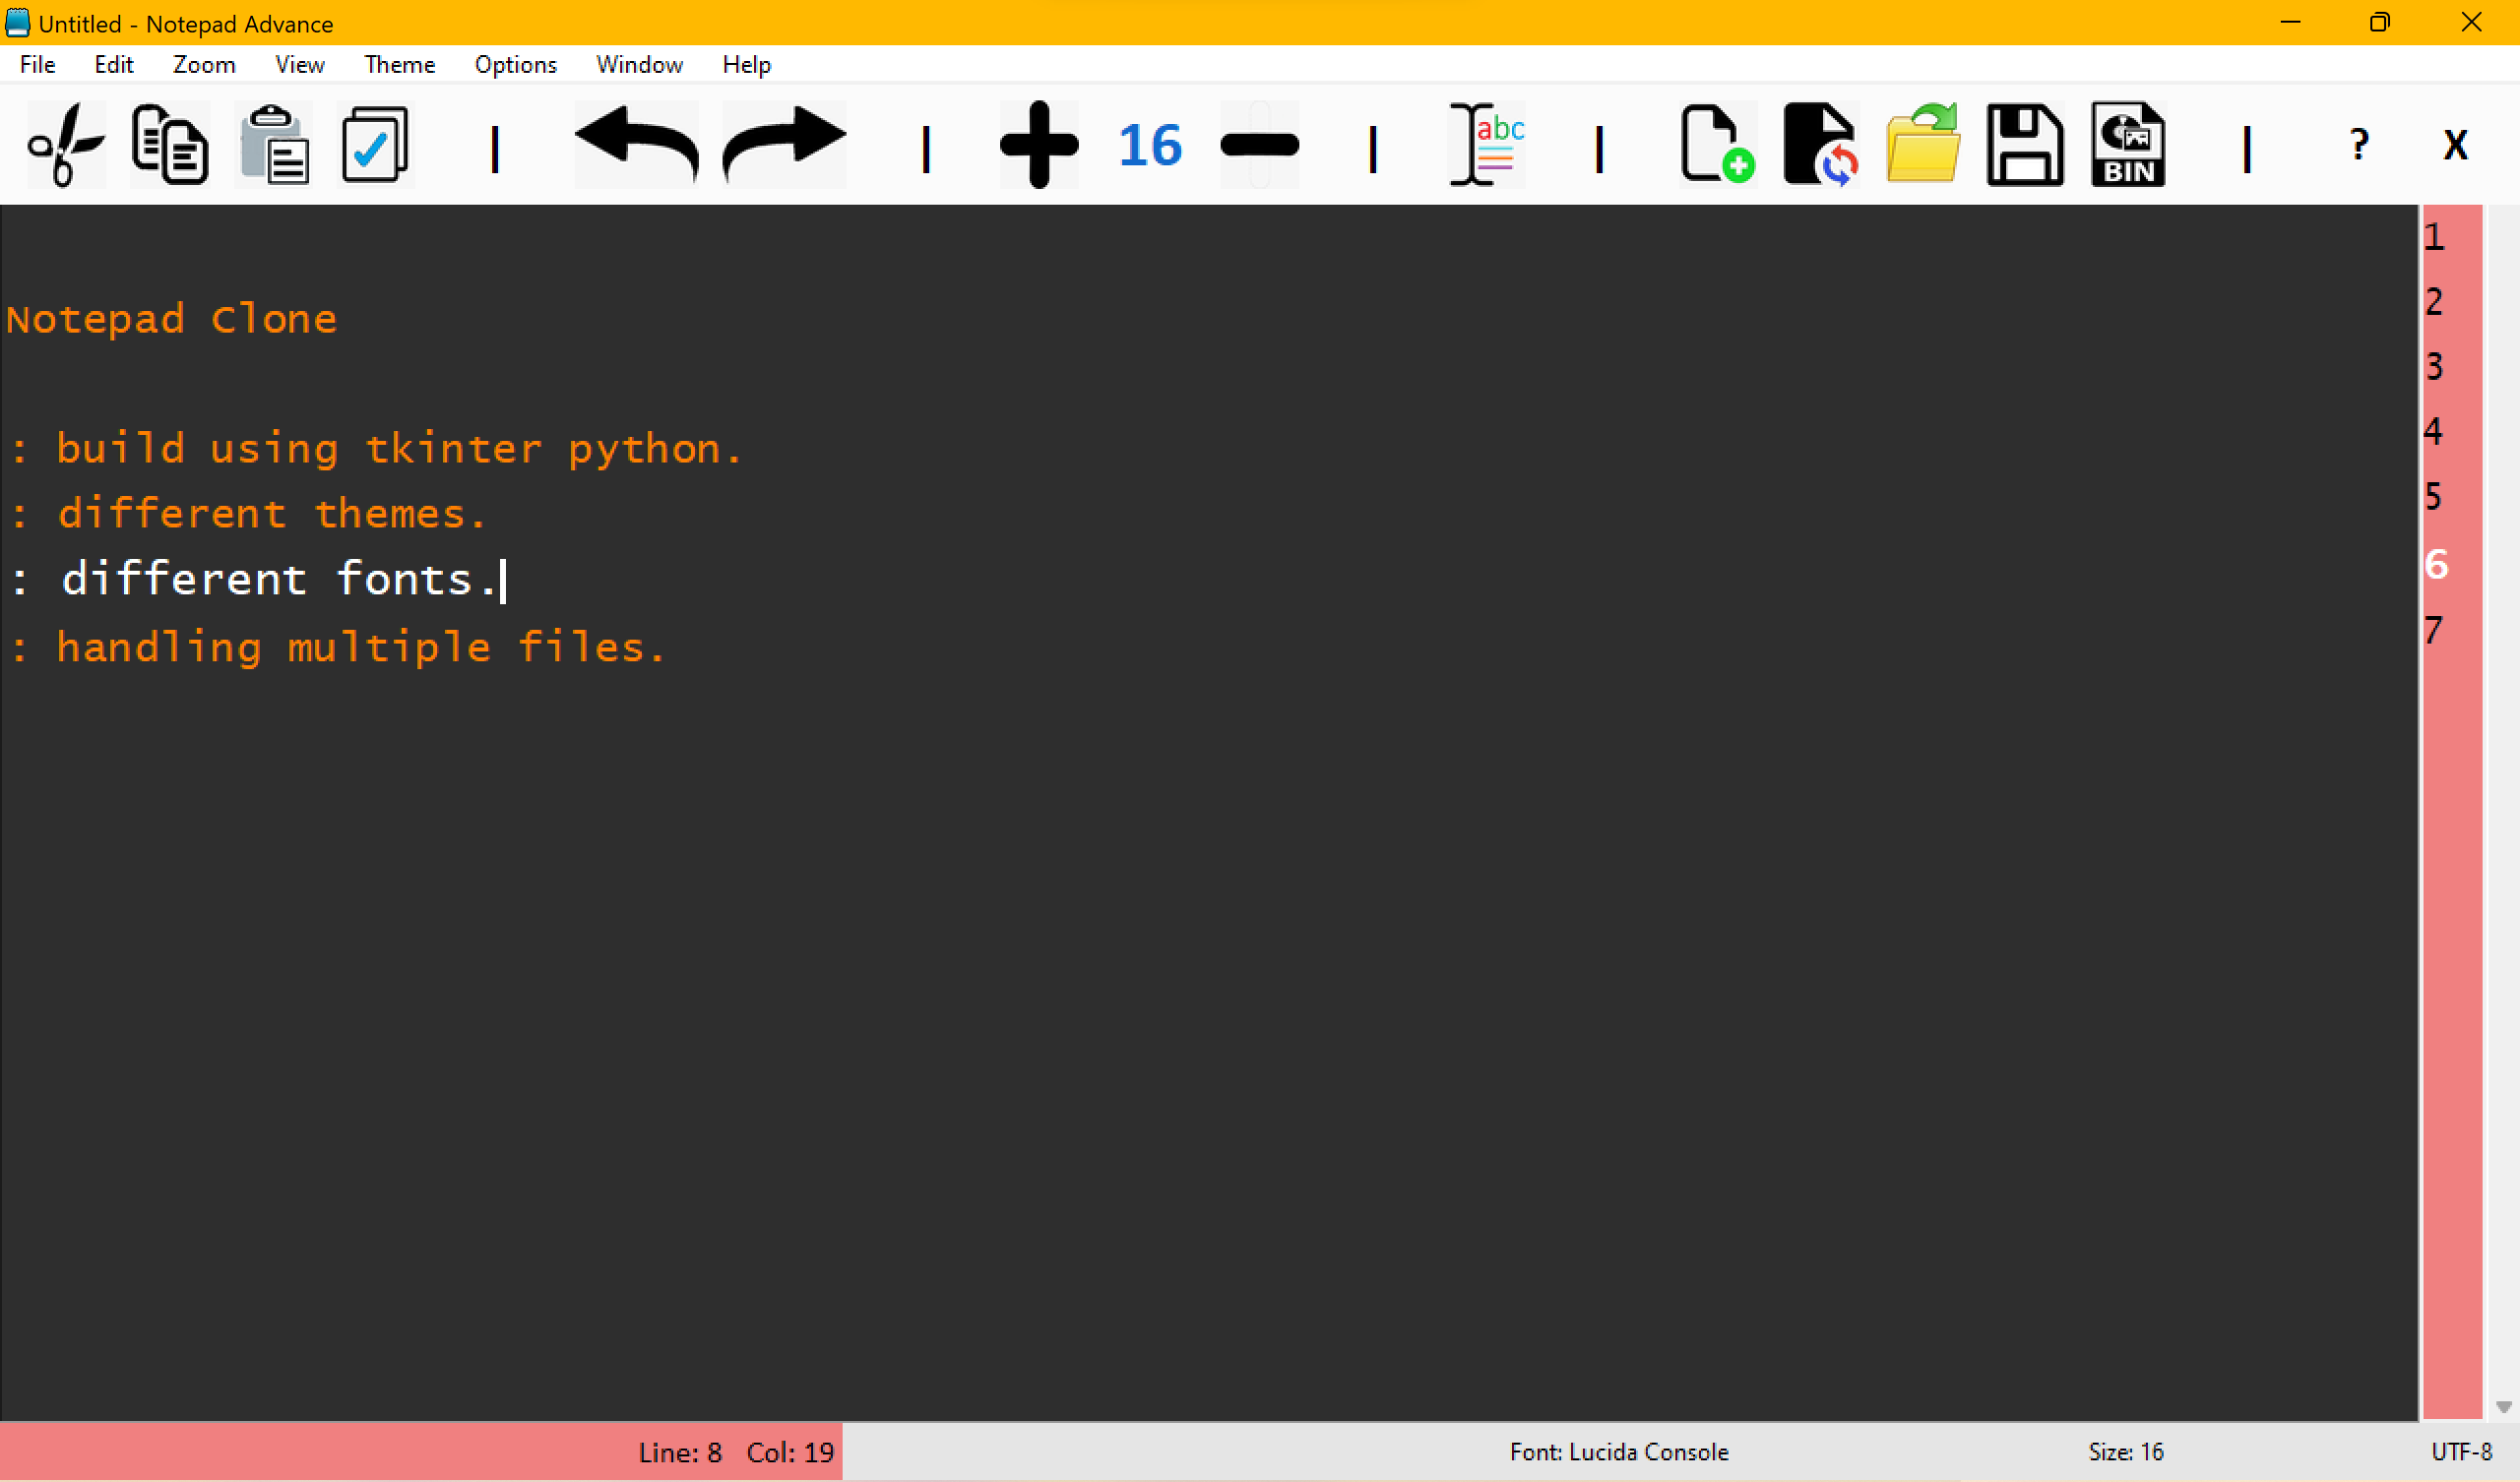 Untitled - Notepad Advance
File Edit Zoom View Theme Options Window Help
| | 16 | abc | BIN | ? X
1
Notepad Clone 2
3
: build using tkinter python. 4
: different themes. 5
: different fonts. 6
: handling multiple files. 7
Line: 8 Col: 19 Font: Lucida Console Size: 16 UTF-8